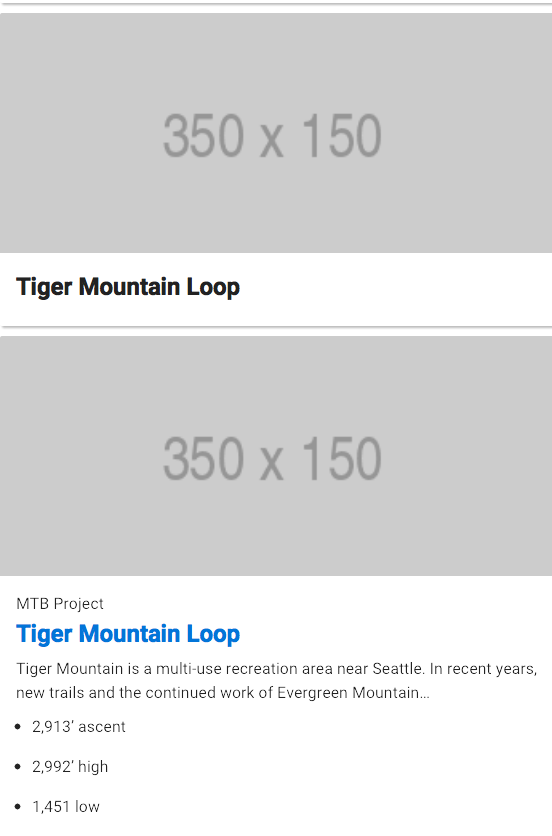 350 x 150
Tiger Mountain Loop
350 x 150
MTB Project
Tiger Mountain Loop
Tiger Mountain is a multi-use recreation area near Seattle. In recent years,
new trails and the continued work of Evergreen Mountain...
• 2,913’ ascent
• 2,992’ high
• 1,451 low